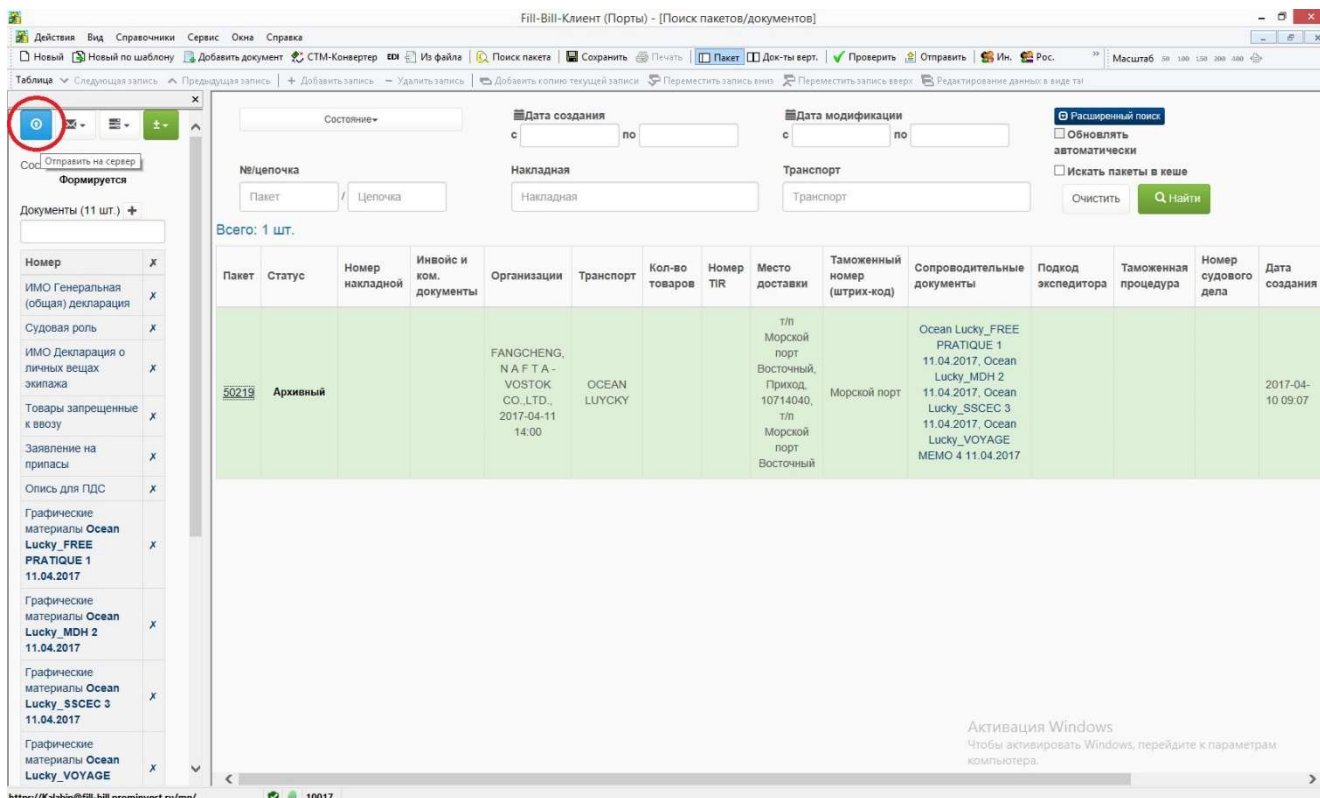 Fill-Bill-Клиент (Порты) - [Поиск пакетов/документов]
Действия Вид Справочники Сервис Окна Справка
Новый Новый по шаблону Добавить документ СТМ-Конвертер EDI Из файла Поиск пакета Сохранить Печать Пакет Док-ты верт. Проверить Отправить Ин. Рос. » Масштаб 50 100 150 200 400
Таблица Следующая запись Предыдущая запись Добавить запись Удалить запись Добавить копию текущей записи Переместить запись вниз Переместить запись вверх Редактирование данных в виде
Отправить на сервер
Формируется
Документы (11 шт.) +
Номер ✗
ИМО Генеральная
(общая) декларация ✗
Судовая роль ✗
ИМО Декларация о
личных вещах ✗
экипажа
Товары запрещенные
к ввозу ✗
Заявление на
припасы ✗
Опись для ПДС ✗
Графические
материалы Ocean
Lucky_FREE ✗
PRATIQUE 1
11.04.2017
Графические
материалы Ocean
Lucky_MDH 2 ✗
11.04.2017
Графические
материалы Ocean
Lucky_SSCEC 3 ✗
11.04.2017
Графические
материалы Ocean
Lucky_VOYAGE ✗
Состояние
Дата создания
с по
Дата модификации
с по
Расширенный поиск
Обновлять
автоматически
№/цепочка
Пакет / Цепочка
Накладная
Накладная
Транспорт
Транспорт
Искать пакеты в кеше
Очистить Найти
Всего: 1 шт.
Пакет
Статус
Номер
накладной
Инвойс и
ком.
документы
Организации
Транспорт
Кол-во
товаров
Номер
TIR
Место
доставки
Таможенный
номер
(штрих-код)
Сопроводительные
документы
Подкод
экспедитора
Таможенная
процедура
Номер
судового
дела
Дата
создания
50219
Архивный
FANGCHENG,
N A F T A -
VOSTOK
CO.,LTD.,
2017-04-11
14:00
OCEAN
LUYCKY
т/п
Морской
порт
Восточный,
Приход,
10714040,
т/п
Морской
порт
Восточный
Морской порт
Ocean Lucky_FREE
PRATIQUE 1
11.04.2017, Ocean
Lucky_MDH 2
11.04.2017, Ocean
Lucky_SSCEC 3
11.04.2017, Ocean
Lucky_VOYAGE
MEMO 4 11.04.2017
2017-04-
10 09:07
Активация Windows
Чтобы активировать Windows, перейдите к параметрам
компьютера.
https://Kalabin@fill-bill.prominvest.ru/mp/ 10017